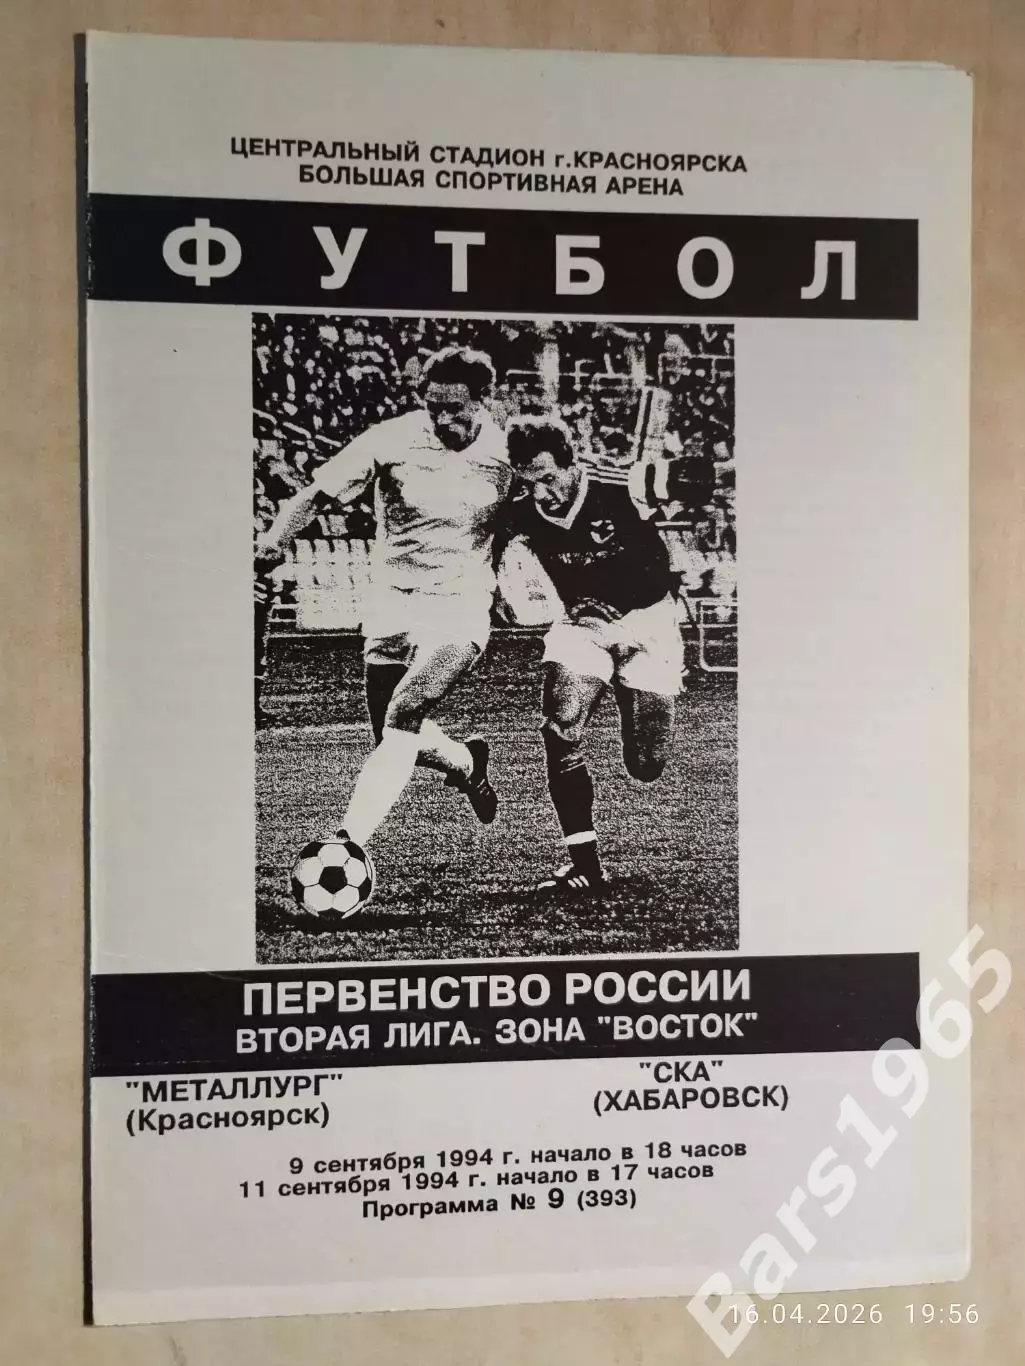 ЦЕНТРАЛЬНЫЙ СТАДИОН г.КРАСНОЯРСКА
БОЛЬШАЯ СПОРТИВНАЯ АРЕНА
ФУТБОЛ
ПЕРВЕНСТВО РОССИИ
ВТОРАЯ ЛИГА. ЗОНА "ВОСТОК"
"МЕТАЛЛУРГ"
(Красноярск)
"СКА"
(ХАБАРОВСК)
9 сентября 1994 г. начало в 18 часов
11 сентября 1994 г. начало в 17 часов
Программа № 9 (393)
Bars1965
16.04.2026 19:56